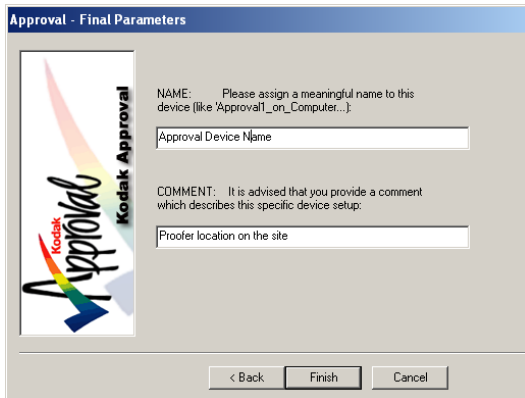 Approval - Final Parameters
Kodak
Approval
Kodak Approval
NAME: Please assign a meaningful name to this
device (like 'Approval1_on_Computer...):
Approval Device Name
COMMENT: It is advised that you provide a comment
which describes this specific device setup:
Proofer location on the site
< Back
Finish
Cancel